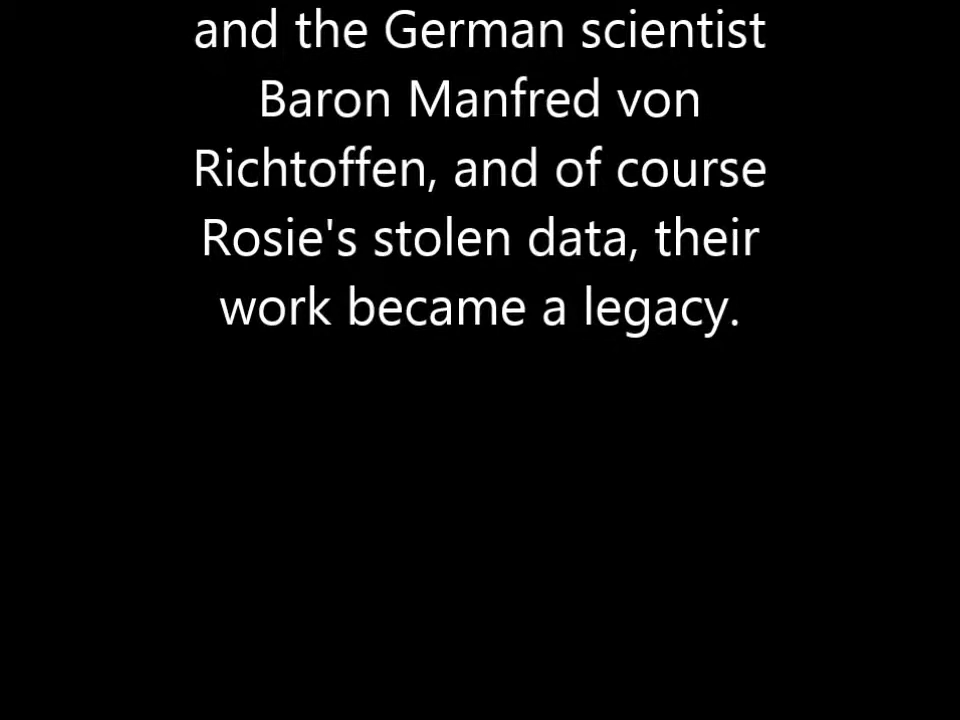 and the German scientist
Baron Manfred von
Richtoffen, and of course
Rosie's stolen data, their
work became a legacy.